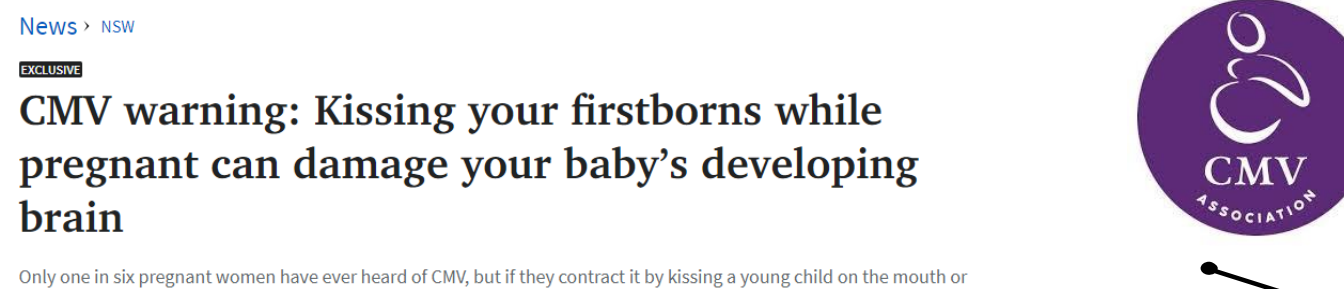 News › NSW
EXCLUSIVE
CMV warning: Kissing your firstborns while
pregnant can damage your baby’s developing
brain
Only one in six pregnant women have ever heard of CMV, but if they contract it by kissing a young child on the mouth or
CMV
ASSOCIATION